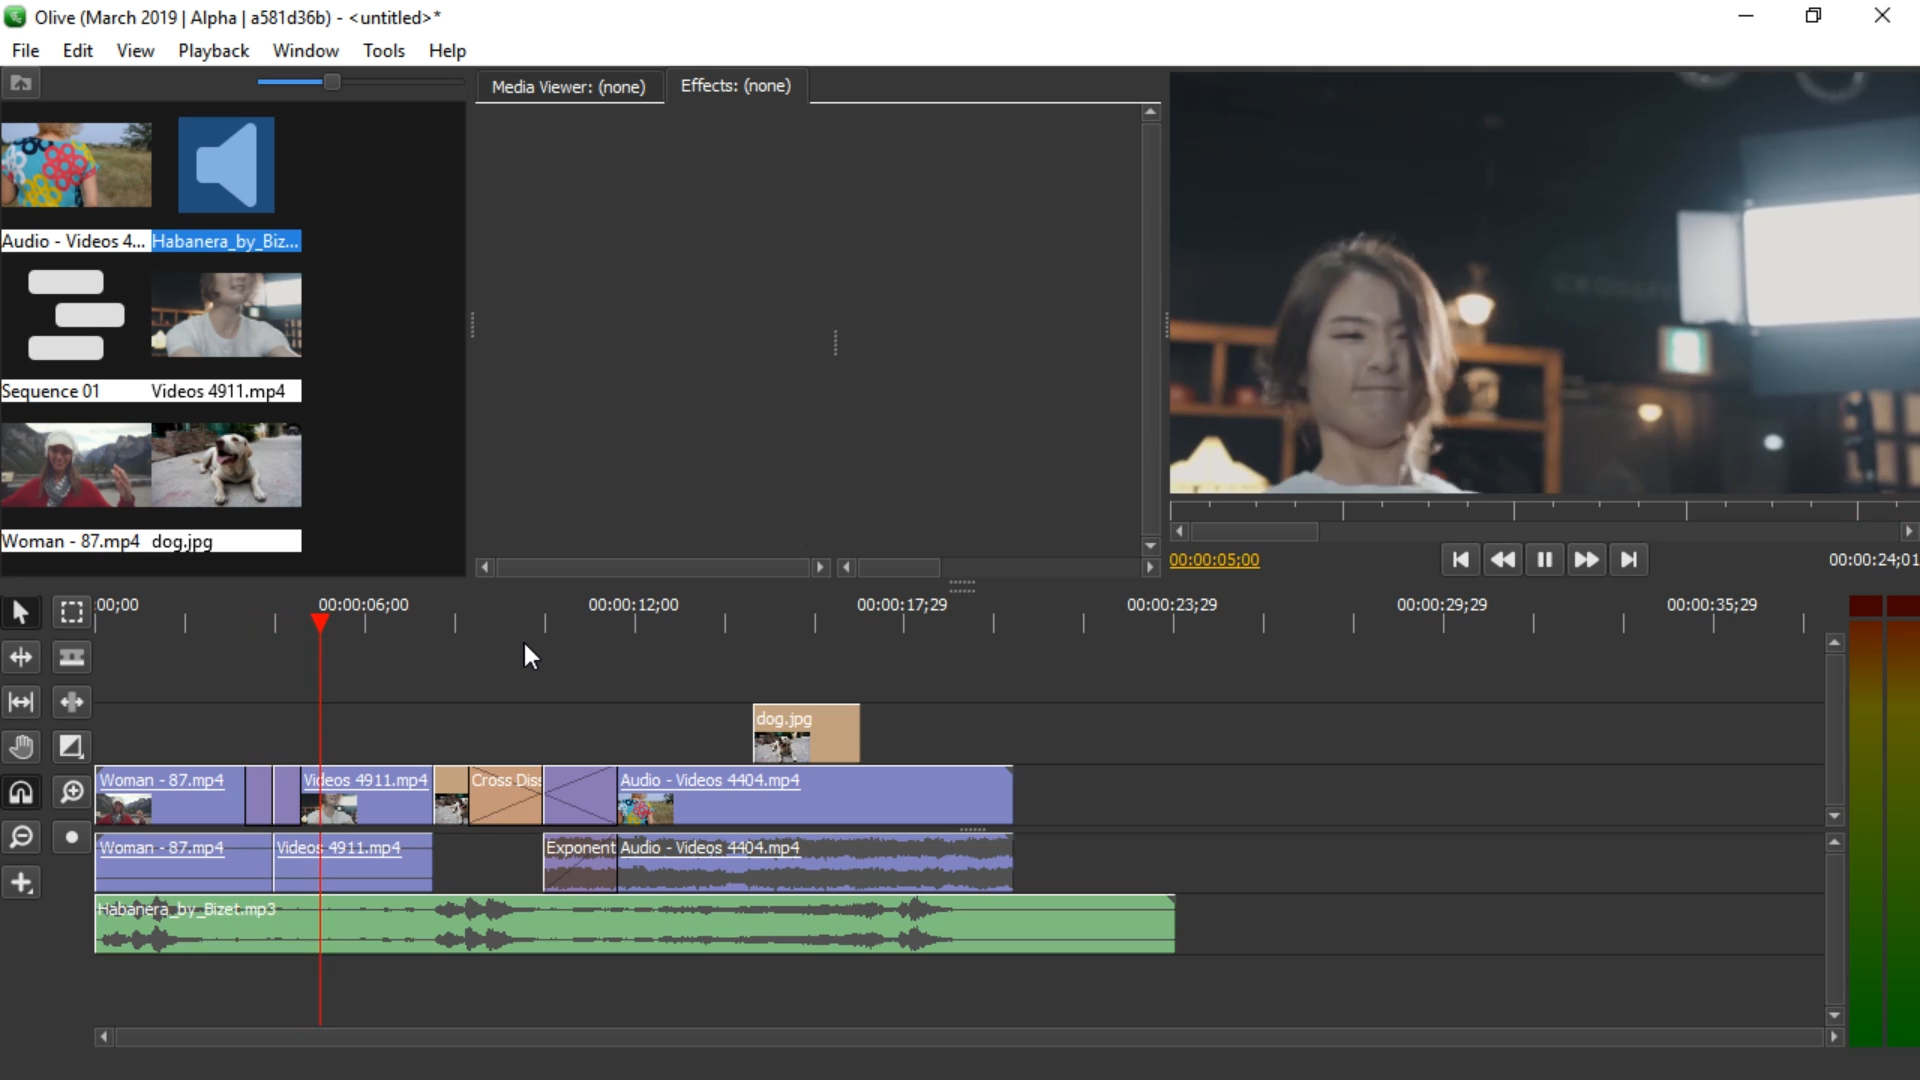 Olive (March 2019 | Alpha | a581d36b) - <untitled>*
File Edit View Playback Window Tools Help
Media Viewer: (none) Effects: (none)
Audio - Videos 4... Habanera_by_Biz...
Sequence 01 Videos 4911.mp4
Woman - 87.mp4 dog.jpg
00:00:05;00 00:00:24;01
:00;00 00:00:06;00 00:00:12;00 00:00:17;29 00:00:23;29 00:00:29;29 00:00:35;29
dog.jpg
Woman - 87.mp4 Videos 4911.mp4 Cross Dis Audio - Videos 4404.mp4
Woman - 87.mp4 Videos 4911.mp4 Exponent Audio - Videos 4404.mp4
Habanera_by_Bizet.mp3